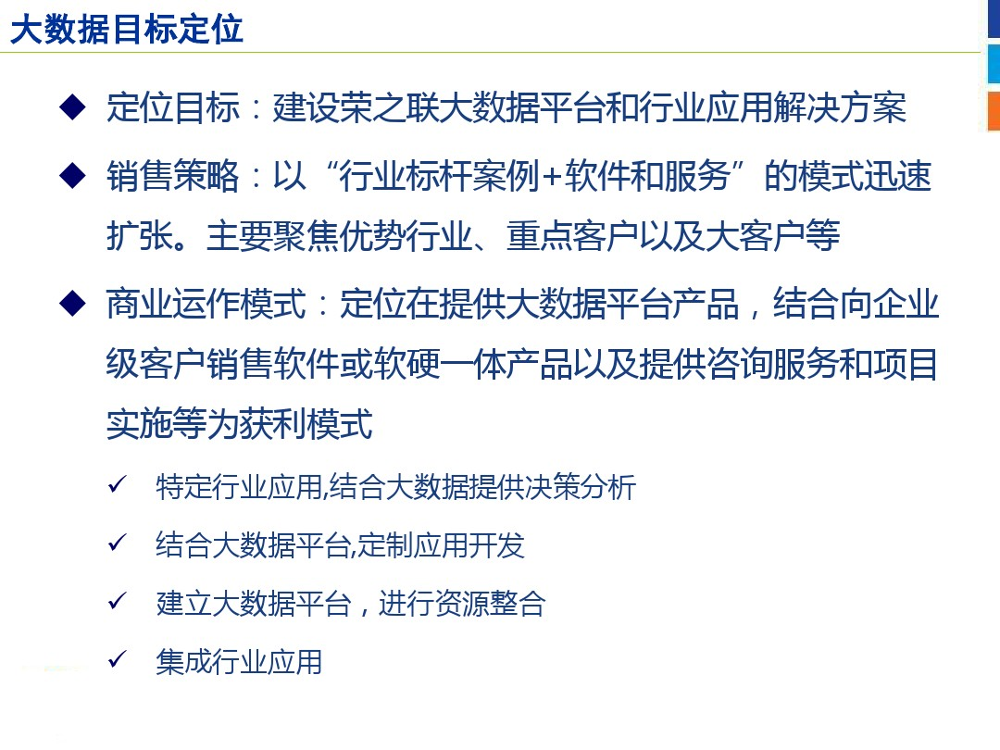 大数据目标定位
◆ 定位目标：建设荣之联大数据平台和行业应用解决方案
◆ 销售策略：以“行业标杆案例+软件和服务”的模式迅速
扩张。主要聚焦优势行业、重点客户以及大客户等
◆ 商业运作模式：定位在提供大数据平台产品，结合向企业
级客户销售软件或软硬一体产品以及提供咨询服务和项目
实施等为获利模式
✓ 特定行业应用,结合大数据提供决策分析
✓ 结合大数据平台,定制应用开发
✓ 建立大数据平台，进行资源整合
✓ 集成行业应用